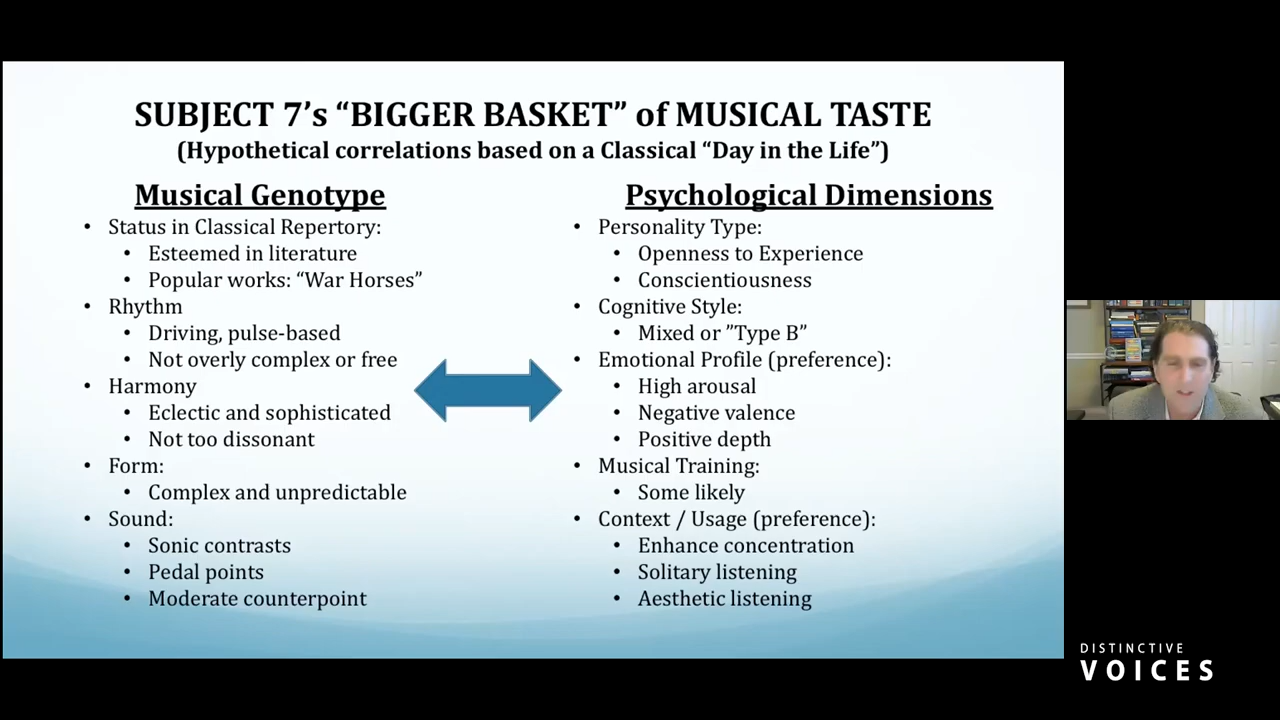 SUBJECT 7’s “BIGGER BASKET” of MUSICAL TASTE
(Hypothetical correlations based on a Classical “Day in the Life”)
Musical Genotype
• Status in Classical Repertory:
• Esteemed in literature
• Popular works: “War Horses”
• Rhythm
• Driving, pulse-based
• Not overly complex or free
• Harmony
• Eclectic and sophisticated
• Not too dissonant
• Form:
• Complex and unpredictable
• Sound:
• Sonic contrasts
• Pedal points
• Moderate counterpoint
Psychological Dimensions
• Personality Type:
• Openness to Experience
• Conscientiousness
• Cognitive Style:
• Mixed or ”Type B”
• Emotional Profile (preference):
• High arousal
• Negative valence
• Positive depth
• Musical Training:
• Some likely
• Context / Usage (preference):
• Enhance concentration
• Solitary listening
• Aesthetic listening
DISTINCTIVE
VOICES